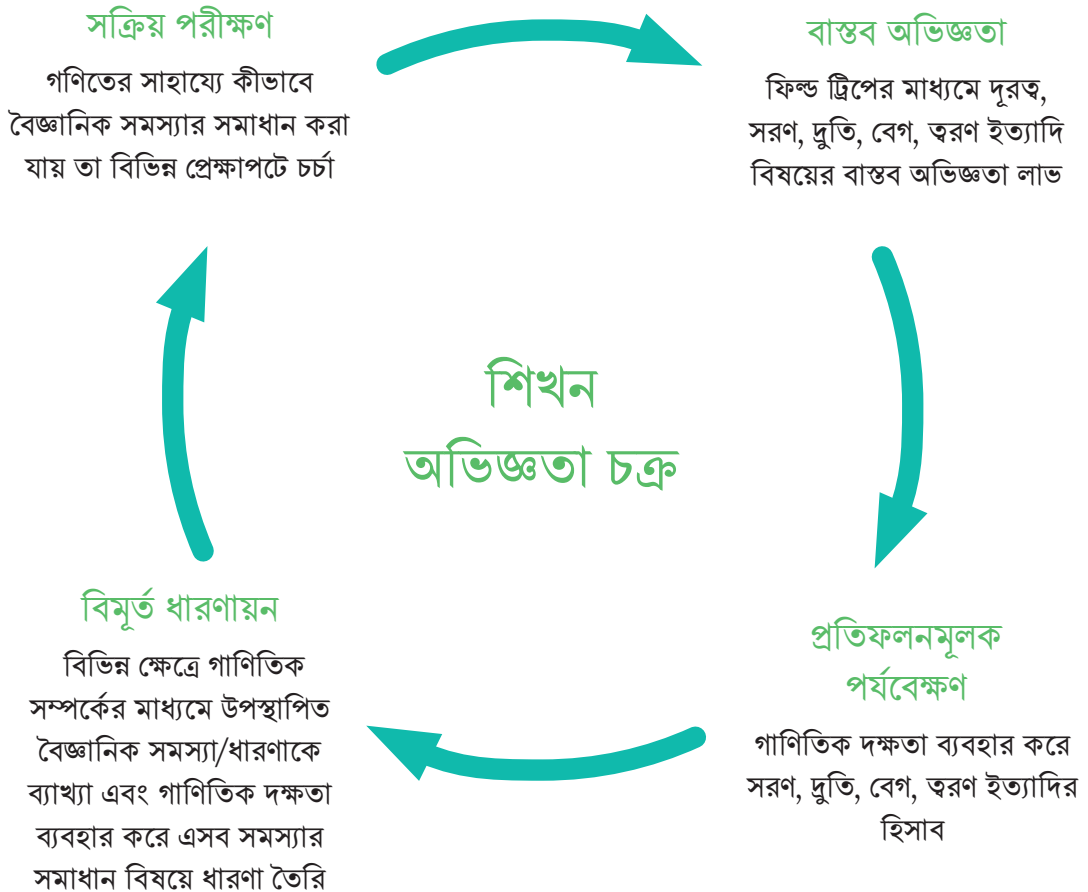 সক্রিয় পরীক্ষণ
গণিতের সাহায্যে কীভাবে
বৈজ্ঞানিক সমস্যার সমাধান করা
যায় তা বিভিন্ন প্রেক্ষাপটে চর্চা
বাস্তব অভিজ্ঞতা
ফিল্ড ট্রিপের মাধ্যমে দূরত্ব,
সরণ, দ্রুতি, বেগ, ত্বরণ ইত্যাদি
বিষয়ের বাস্তব অভিজ্ঞতা লাভ
শিখন
অভিজ্ঞতা চক্র
প্রতিফলনমূলক
পর্যবেক্ষণ
গাণিতিক দক্ষতা ব্যবহার করে
সরণ, দ্রুতি, বেগ, ত্বরণ ইত্যাদির
হিসাব
বিমূর্ত ধারণায়ন
বিভিন্ন ক্ষেত্রে গাণিতিক
সম্পর্কের মাধ্যমে উপস্থাপিত
বৈজ্ঞানিক সমস্যা/ধারণাকে
ব্যাখ্যা এবং গাণিতিক দক্ষতা
ব্যবহার করে এসব সমস্যার
সমাধান বিষয়ে ধারণা তৈরি